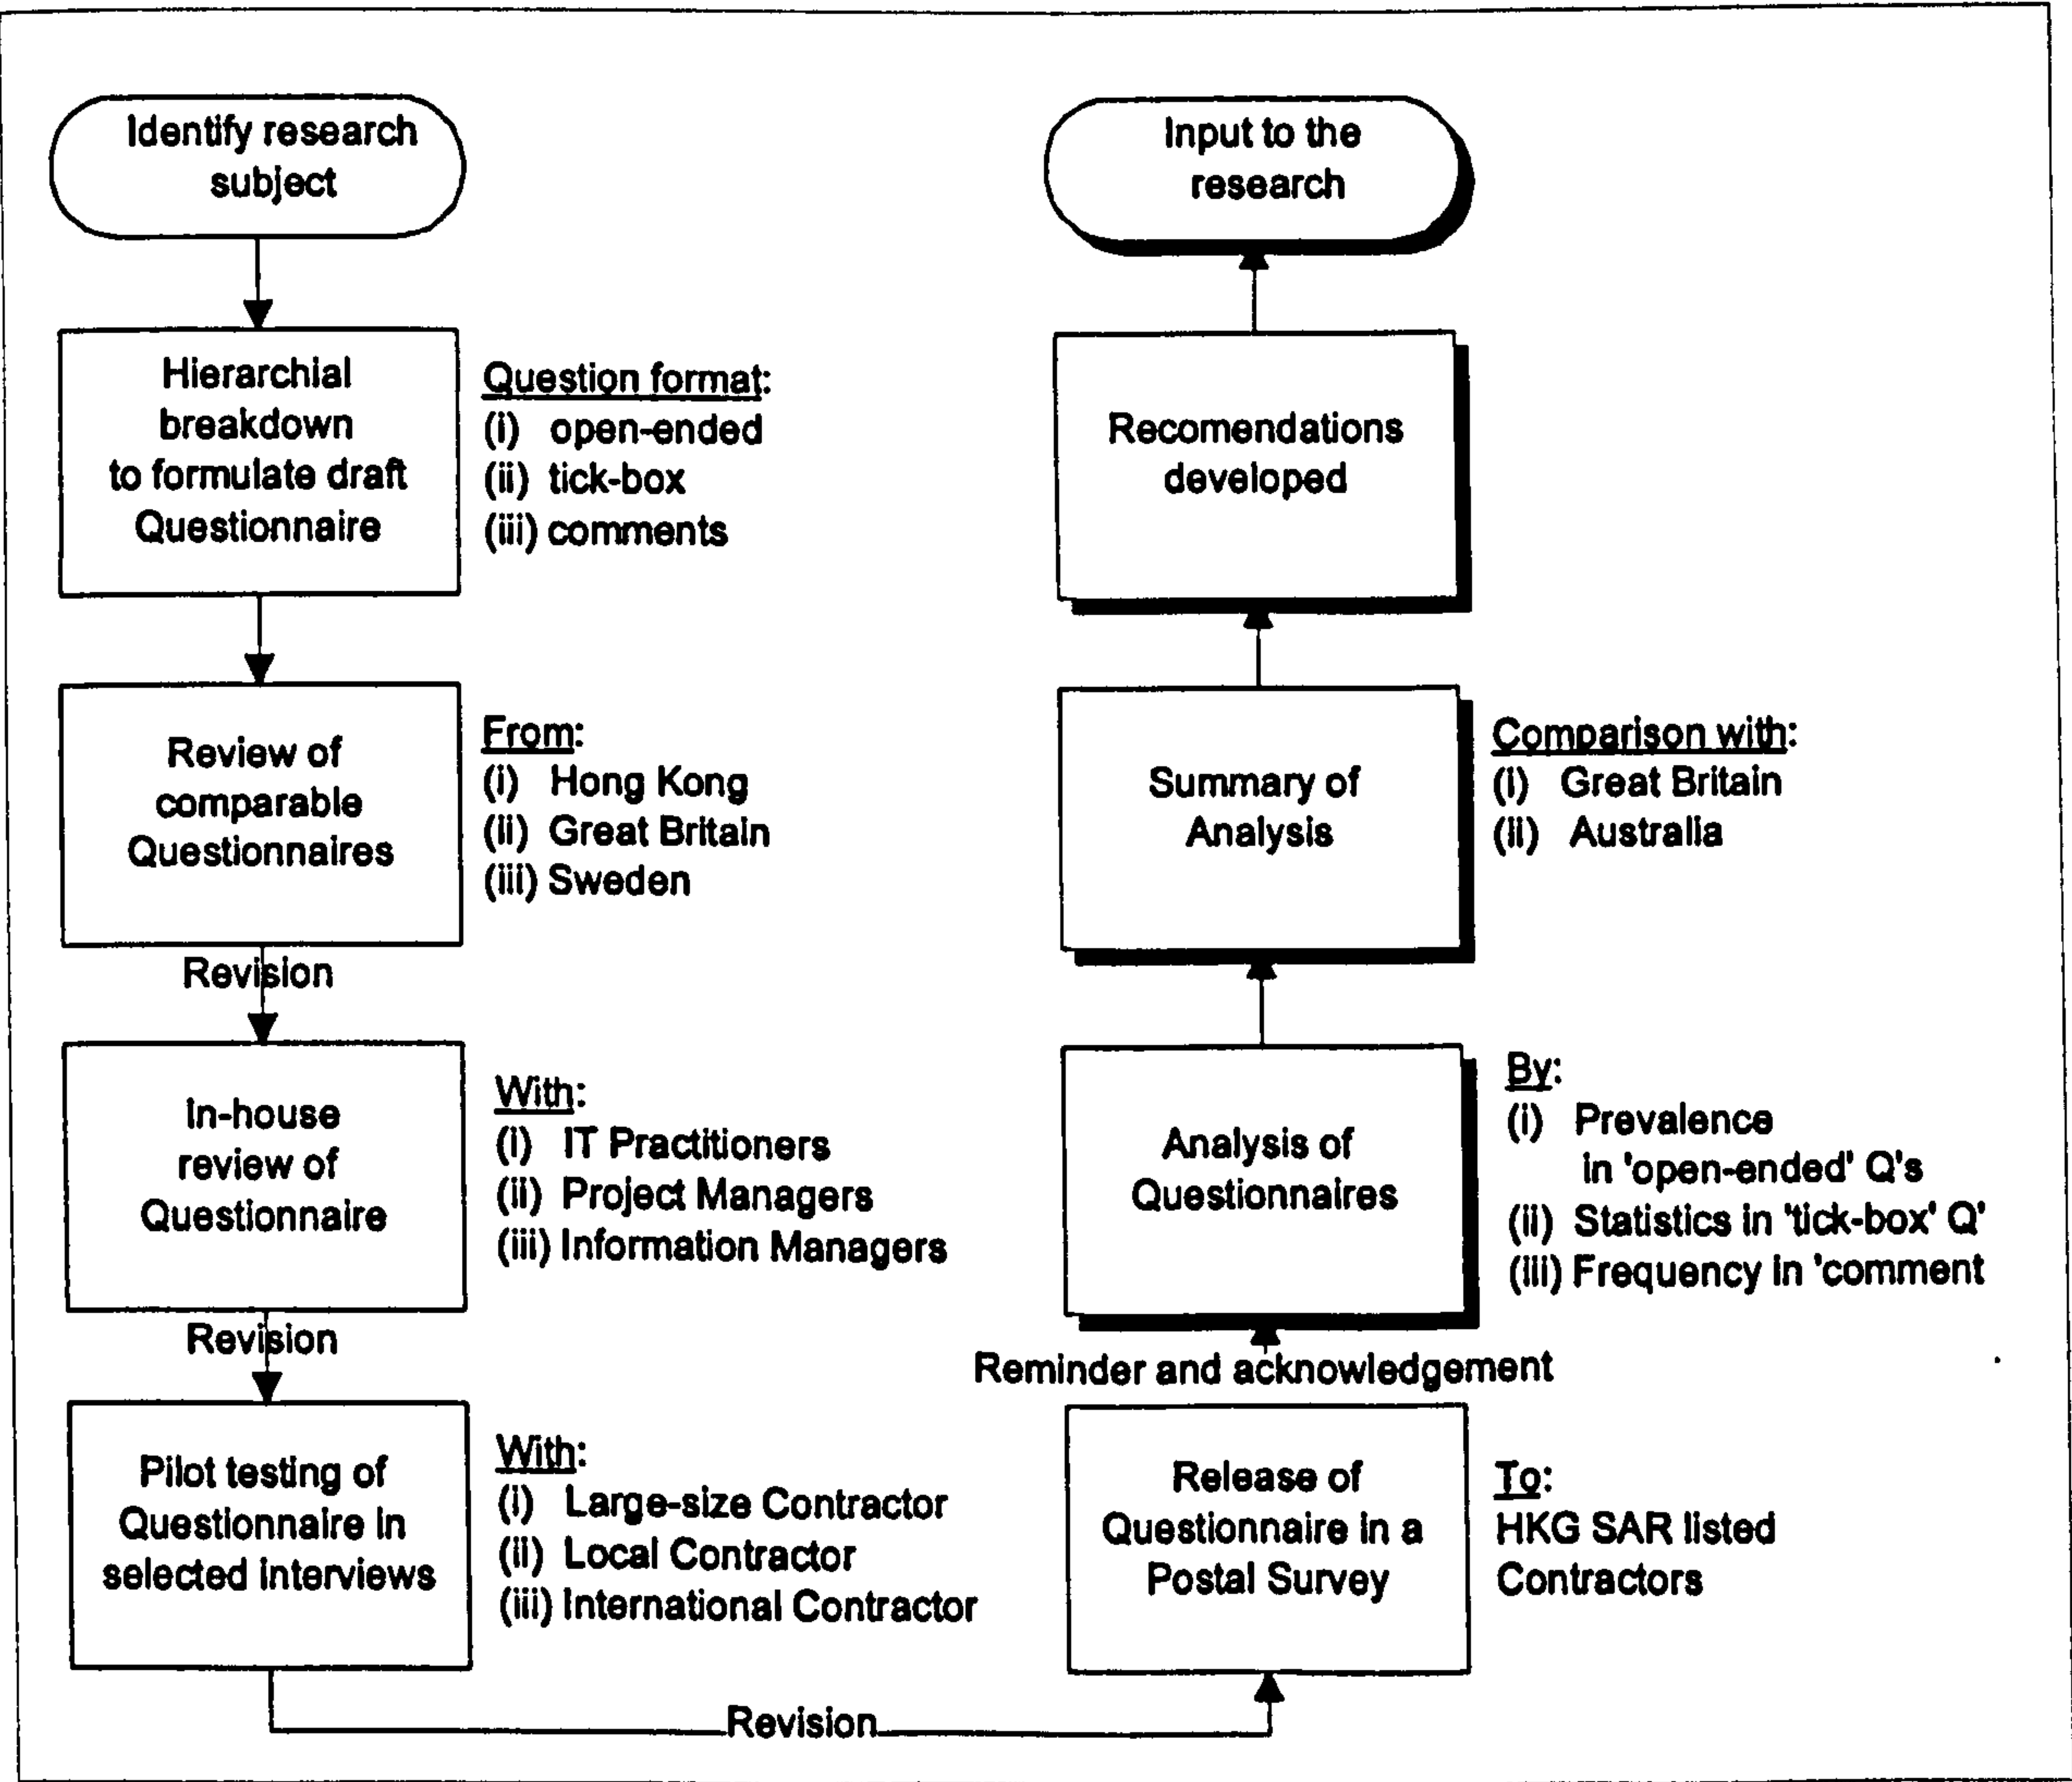 Identify research
subject
Hierarchial
breakdown
to formulate draft
Questionnaire
Question format:
(i) open-ended
(ii) tick-box
(iii) comments
Review of
comparable
Questionnaires
From:
(i) Hong Kong
(ii) Great Britain
(iii) Sweden
Revision
In-house
review of
Questionnaire
With:
(i) IT Practitioners
(ii) Project Managers
(iii) Information Managers
Revision
Pilot testing of
Questionnaire in
selected interviews
With:
(i) Large-size Contractor
(ii) Local Contractor
(iii) International Contractor
Revision
Release of
Questionnaire in a
Postal Survey
To:
HKG SAR listed
Contractors
Reminder and acknowledgement
Analysis of
Questionnaires
By:
(i) Prevalence
in 'open-ended' Q's
(ii) Statistics in 'tick-box' Q'
(iii) Frequency in 'comment
Summary of
Analysis
Comparison with:
(i) Great Britain
(ii) Australia
Recomendations
developed
Input to the
research